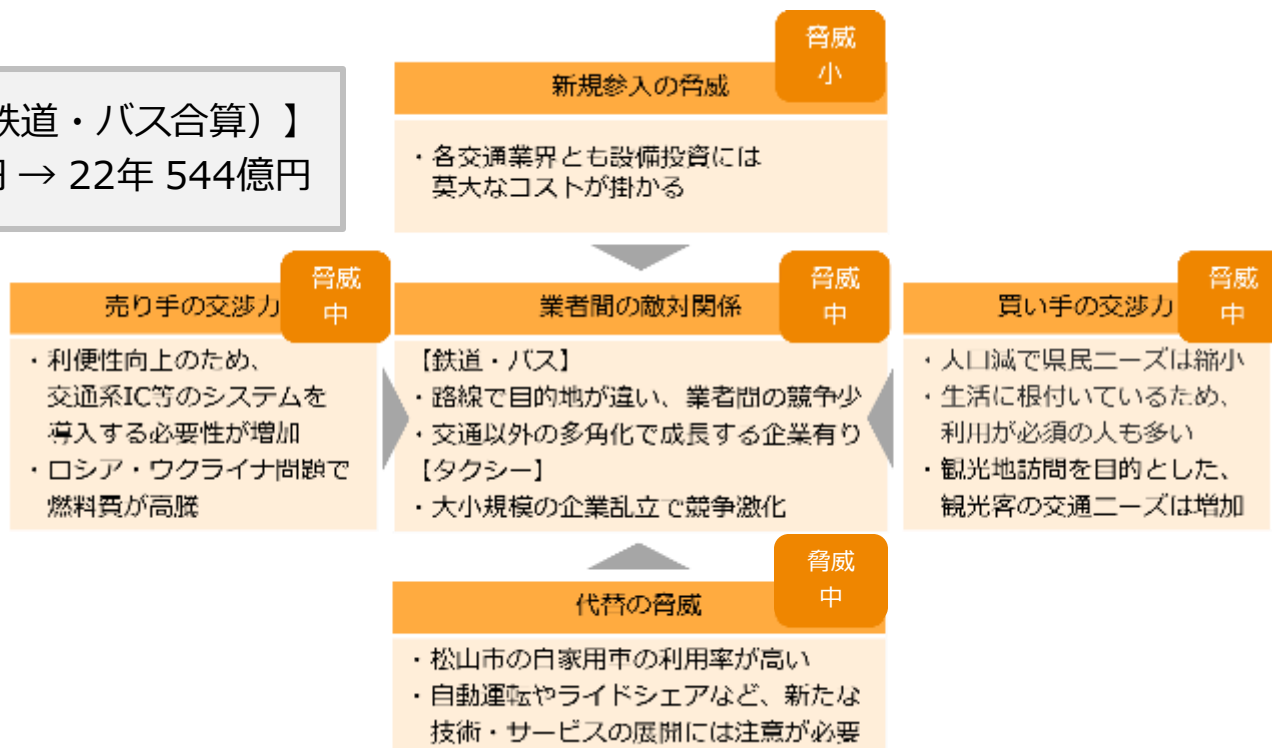 鉄道・バス合算）】
円 → 22年 544億円
脅威
小
新規参入の脅威
・各交通業界とも設備投資には
莫大なコストが掛かる
脅威
中
売り手の交渉力
・利便性向上のため、
交通系IC等のシステムを
導入する必要性が増加
・ロシア・ウクライナ問題で
燃料費が高騰
脅威
中
業者間の敵対関係
【鉄道・バス】
・路線で目的地が違い、業者間の競争少
・交通以外の多角化で成長する企業有り
【タクシー】
・大小規模の企業乱立で競争激化
脅威
中
買い手の交渉力
・人口減で県民ニーズは縮小
・生活に根付いているため、
利用が必須の人も多い
・観光地訪問を目的とした、
観光客の交通ニーズは増加
脅威
中
代替の脅威
・松山市の自家用車の利用率が高い
・自動運転やライドシェアなど、新たな
技術・サービスの展開には注意が必要